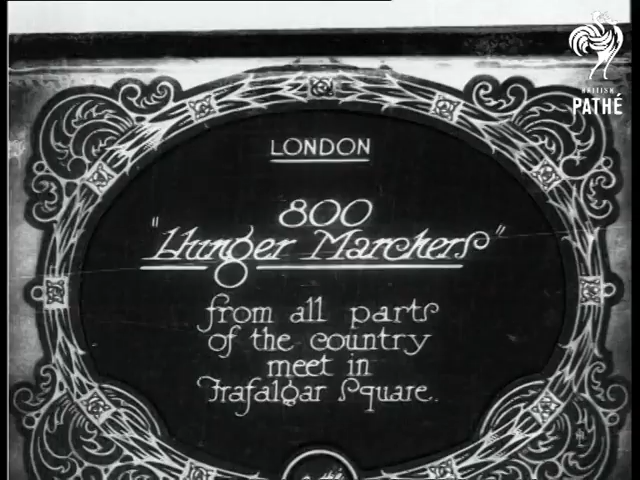 BRITISH
PATHÉ
LONDON
800
"Hunger Marchers"
from all parts
of the country
meet in
Trafalgar Square.